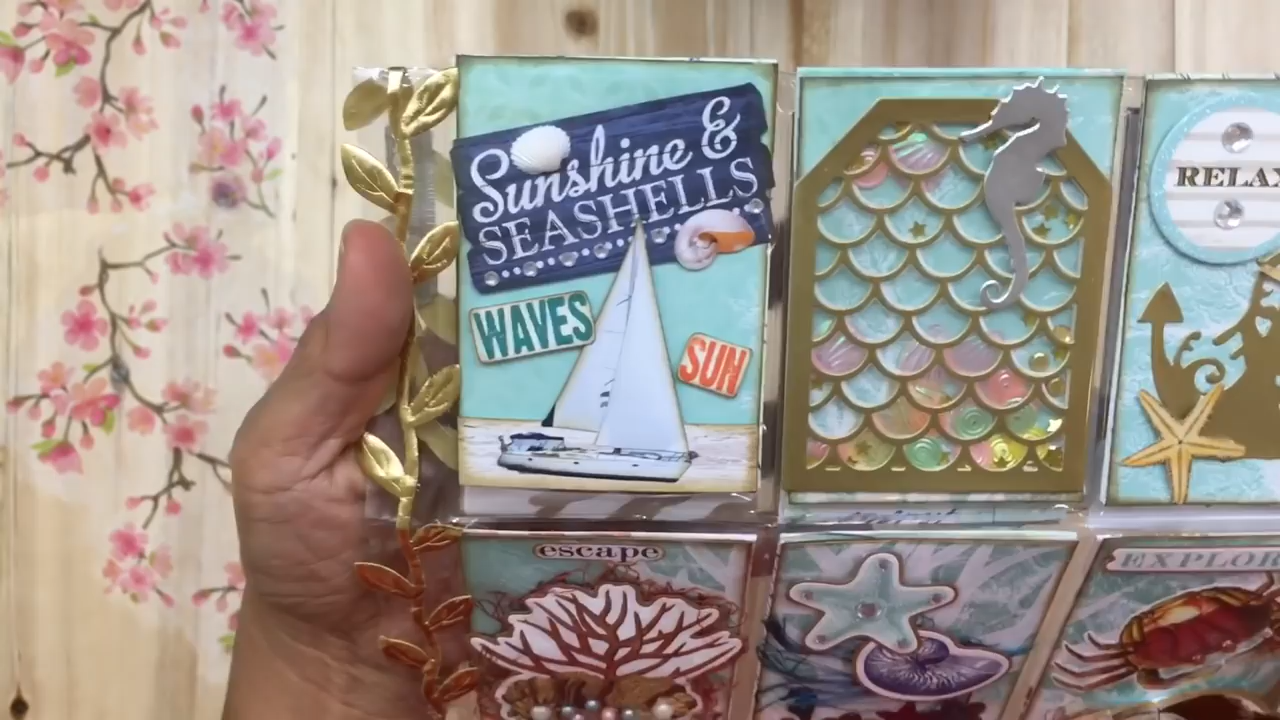 Sunshine &
SEASHELLS
WAVES
SUN
RELAX
escape
EXPLOR